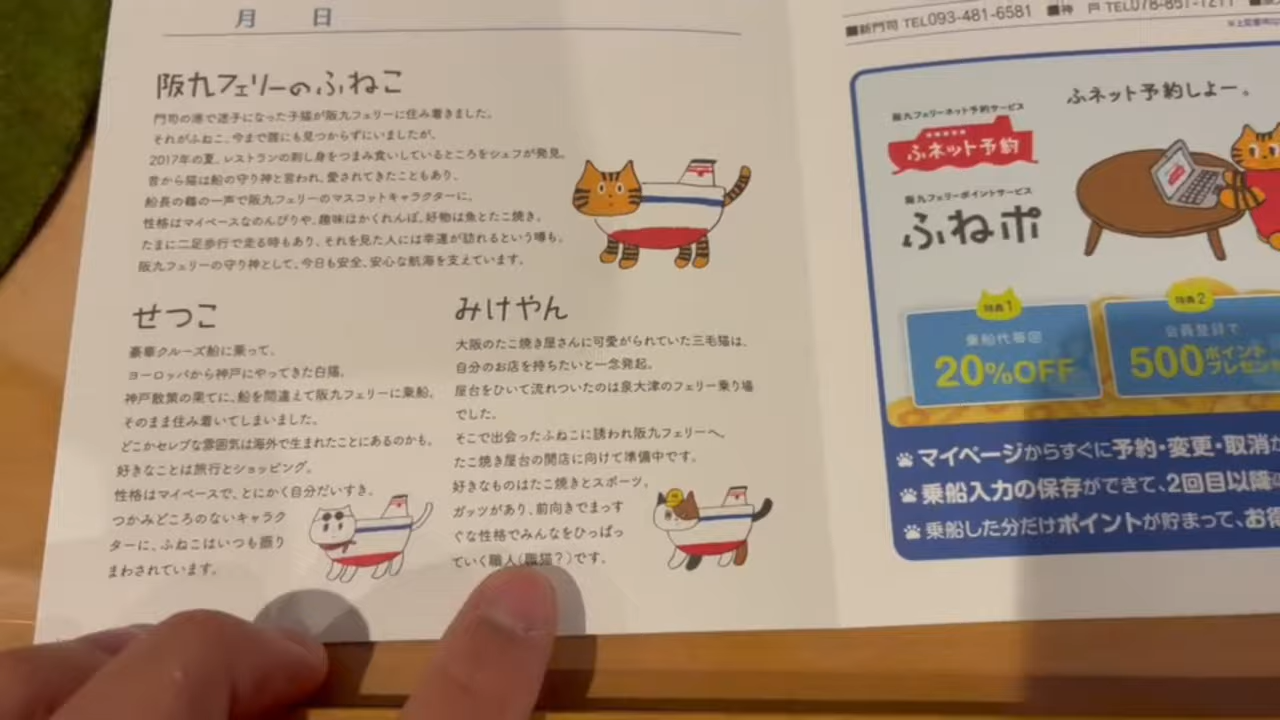 月 日
阪九フェリーのふねこ
門司の港で迷子になった子猫が阪九フェリーに住み着きました。
それがふねこ。今まで誰にも見つからずにいましたが、
2017年の夏、レストランの刺し身をつまみ食いしているところをシェフが発見。
昔から猫は船の守り神と言われ、愛されてきたこともあり、
船長の鶴の一声で阪九フェリーのマスコットキャラクターに。
性格はマイペースなのんびりや、趣味はかくれんぼ、好物は魚とたこ焼き。
たまに二足歩行で走る時もあり、それを見た人には幸運が訪れるという噂も。
阪九フェリーの守り神として、今日も安全、安心な航海を支えています。
せつこ
豪華クルーズ船に乗って、
ヨーロッパから神戸にやってきた白猫。
神戸散策の果てに、船を間違えて阪九フェリーに乗船。
そのまま住み着いてしまいました。
どこかセレブな雰囲気は海外で生まれたことにあるのかも。
好きなことは旅行とショッピング。
性格はマイペースで、とにかく自分だいすき。
つかみどころのないキャラク
ターに、ふねこはいつも振り
まわされています。
みけやん
大阪のたこ焼き屋さんに可愛がられていた三毛猫は、
自分のお店を持ちたいと一念発起。
屋台をひいて流れついたのは泉大津のフェリー乗り場
でした。
そこで出会ったふねこに誘われ阪九フェリーへ。
たこ焼き屋台の開店に向けて準備中です。
好きなものはたこ焼きとスポーツ。
ガッツがあり、前向きでまっす
ぐな性格でみんなをひっぱっ
ていく職人(職猫?)です。
■新門司 TEL093-481-6581 ■神 戸 TEL078-857-1211
阪九フェリーネット予約サービス
ふネット予約
ふネット予約しよー。
阪九フェリーポイントサービス
ふねポ
特典1
乗船代毎回
20%OFF
特典2
会員登録で
500ポイント
プレゼント
マイページからすぐに予約・変更・取消が
乗船入力の保存ができて、2回目以降の
乗船した分だけポイントが貯まって、お得